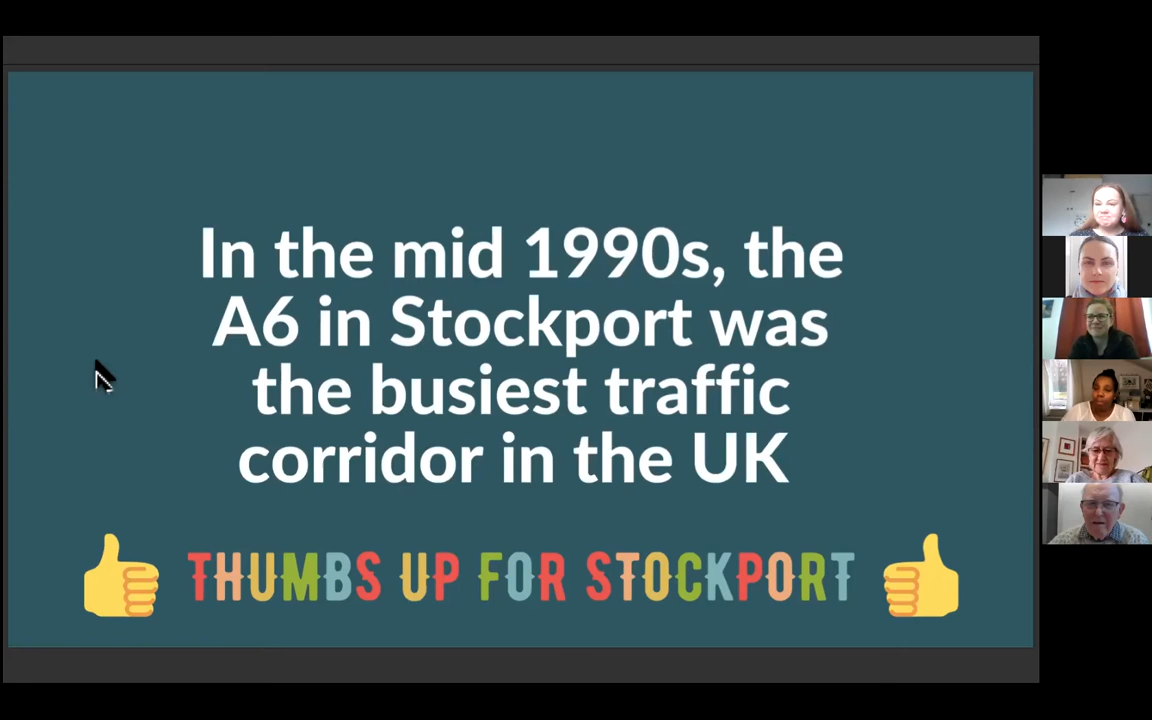 In the mid 1990s, the
A6 in Stockport was
the busiest traffic
corridor in the UK
THUMBS UP FOR STOCKPORT